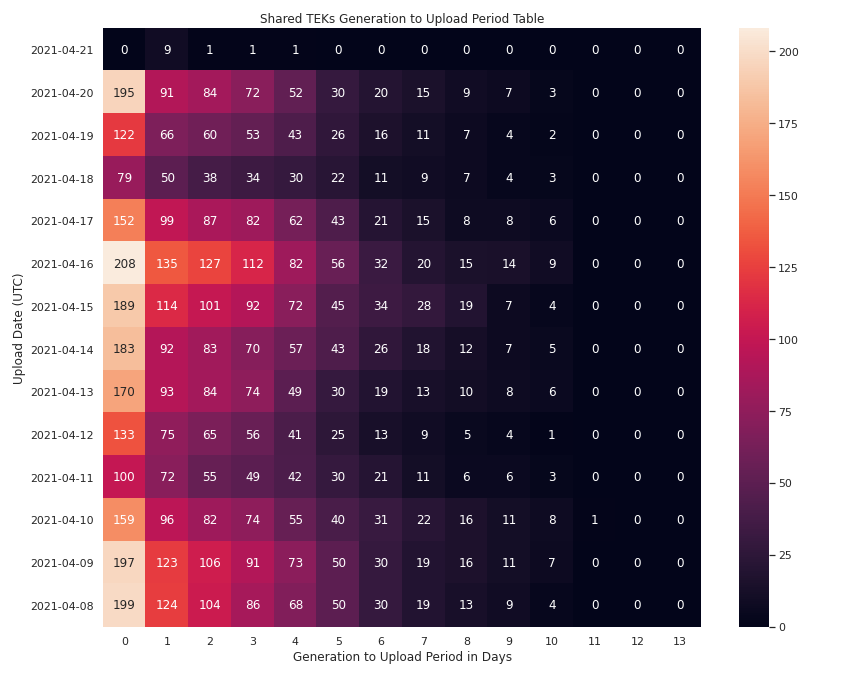 Shared TEKs Generation to Upload Period Table
Upload Date (UTC)
2021-04-21 0 9 1 1 1 0 0 0 0 0 0 0 0 0
2021-04-20 195 91 84 72 52 30 20 15 9 7 3 0 0 0
2021-04-19 122 66 60 53 43 26 16 11 7 4 2 0 0 0
2021-04-18 79 50 38 34 30 22 11 9 7 4 3 0 0 0
2021-04-17 152 99 87 82 62 43 21 15 8 8 6 0 0 0
2021-04-16 208 135 127 112 82 56 32 20 15 14 9 0 0 0
2021-04-15 189 114 101 92 72 45 34 28 19 7 4 0 0 0
2021-04-14 183 92 83 70 57 43 26 18 12 7 5 0 0 0
2021-04-13 170 93 84 74 49 30 19 13 10 8 6 0 0 0
2021-04-12 133 75 65 56 41 25 13 9 5 4 1 0 0 0
2021-04-11 100 72 55 49 42 30 21 11 6 6 3 0 0 0
2021-04-10 159 96 82 74 55 40 31 22 16 11 8 1 0 0
2021-04-09 197 123 106 91 73 50 30 19 16 11 7 0 0 0
2021-04-08 199 124 104 86 68 50 30 19 13 9 4 0 0 0
0 1 2 3 4 5 6 7 8 9 10 11 12 13
Generation to Upload Period in Days
200
175
150
125
100
75
50
25
0